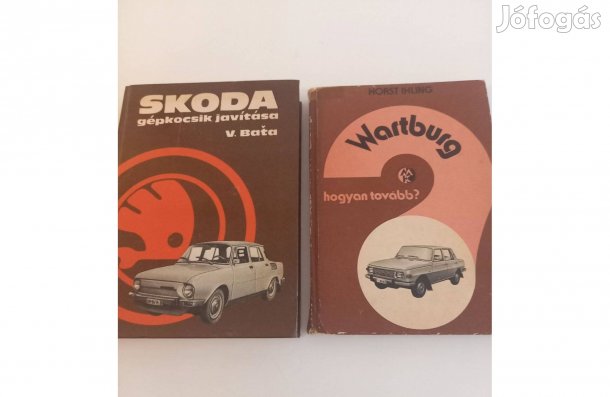 Jófogás
SKODA
gépkocsik javítása
V. Baťa
HORST IHLING
Wartburg
hogyan tovább?